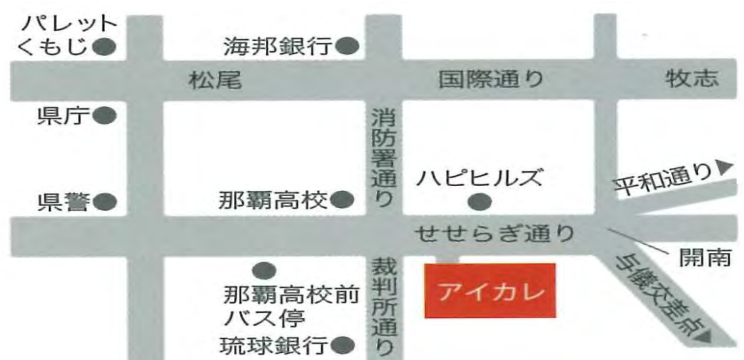 パレット
くもじ
海邦銀行
松尾
国際通り
牧志
県庁
消防署通り
ハピヒルズ
平和通り
県警
那覇高校
せせらぎ通り
開南
那覇高校前
バス停
裁判所通り
アイカレ
与儀交差点
琉球銀行